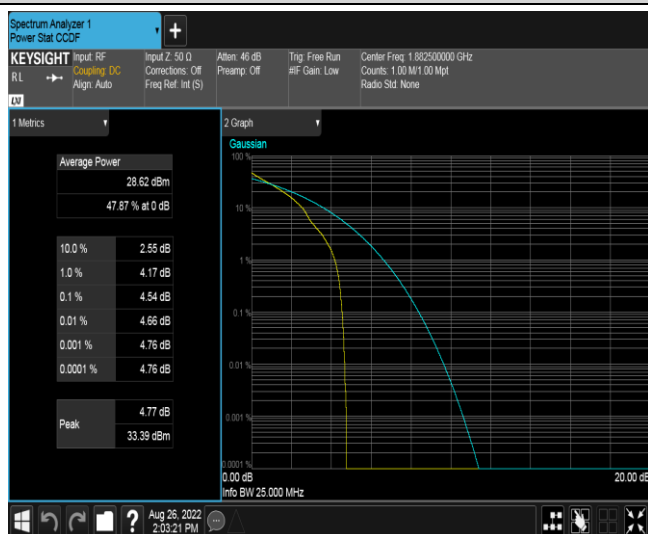 Spectrum Analyzer 1
Power Stat CCDF
KEYSIGHT
RL
LXI
Input: RF
Coupling: DC
Align: Auto
Input Z: 50 Ω
Corrections: Off
Freq Ref: Int (S)
Atten: 46 dB
Preamp: Off
Trig: Free Run
#IF Gain: Low
Center Freq: 1.882500000 GHz
Counts: 1.00 M/1.00 Mpt
Radio Std: None
1 Metrics
Average Power
28.62 dBm
47.87 % at 0 dB
10.0 % 2.55 dB
1.0 % 4.17 dB
0.1 % 4.54 dB
0.01 % 4.66 dB
0.001 % 4.76 dB
0.0001 % 4.76 dB
Peak 4.77 dB
33.39 dBm
2 Graph
Gaussian
100 %
10 %
1 %
0.1 %
0.01 %
0.001 %
0.0001 %
0.00 dB 20.00 dB
Info BW 25.000 MHz
Aug 26, 2022
2:03:21 PM